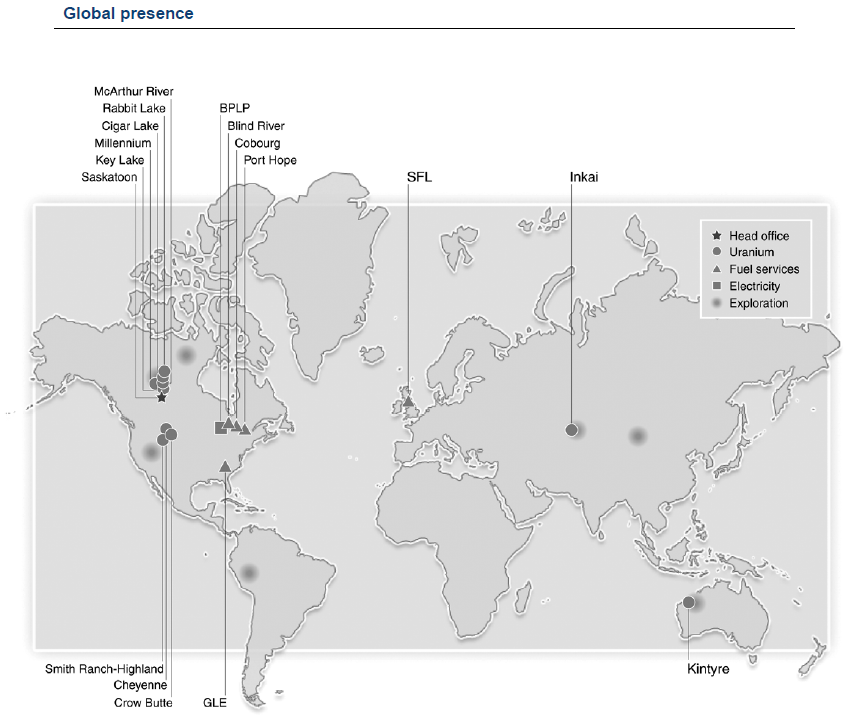 Global presence
McArthur River
Rabbit Lake
Cigar Lake
Millennium
Key Lake
Saskatoon
BPLP
Blind River
Cobourg
Port Hope
SFL
Inkai
Head office
Uranium
Fuel services
Electricity
Exploration
Smith Ranch-Highland
Cheyenne
Crow Butte
GLE
Kintyre